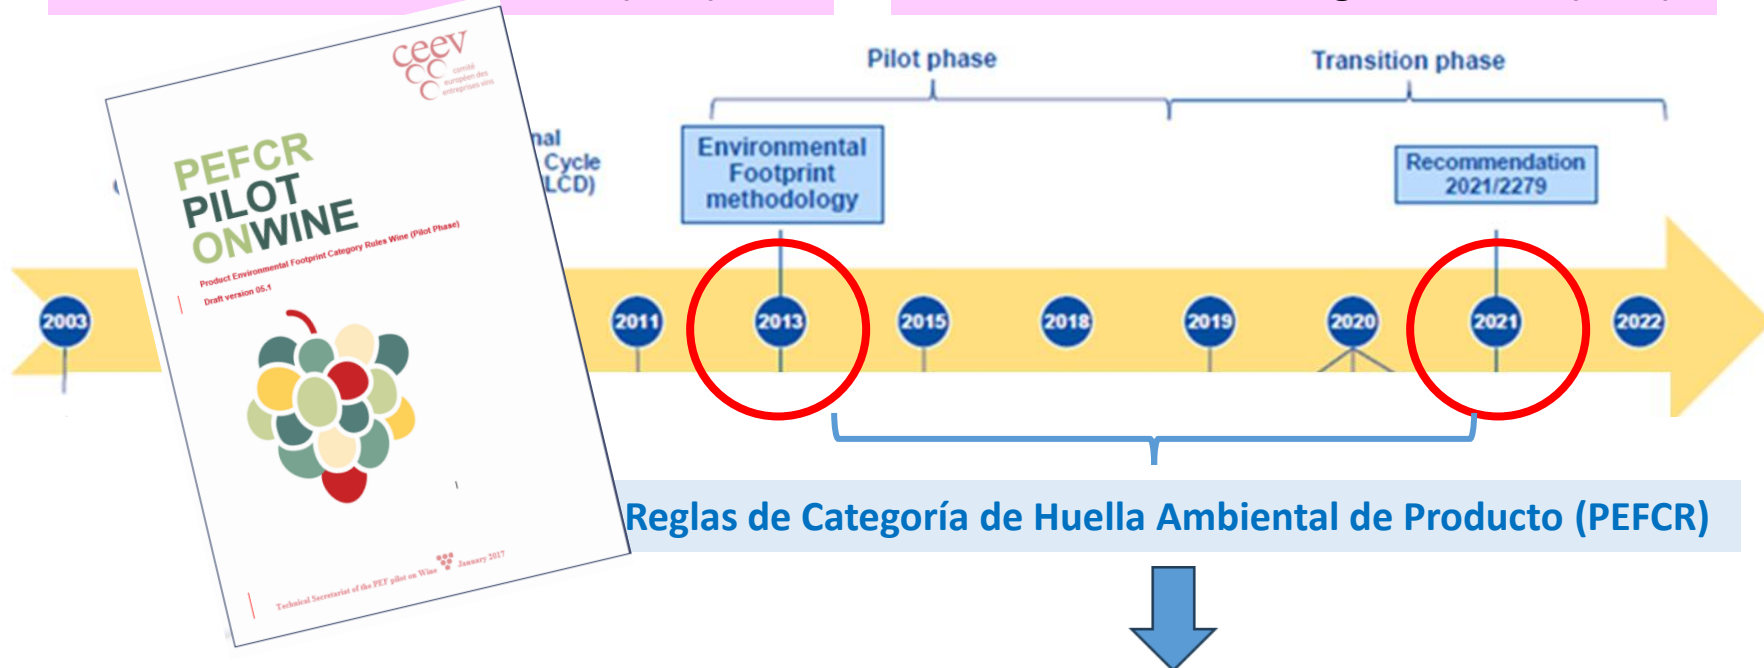 Pilot phase
Transition phase
ceev
comité
européen des
entreprises vins
PEFCR
PILOT
ONWINE
Product Environmental Footprint Category Rules Wine (Pilot Phase)
Draft version 05.1
Technical Secretariat of the PEF pilot on Wine January 2017
nal
Cycle
LCD)
Environmental
Footprint
methodology
Recommendation
2021/2279
2003
2011
2013
2015
2018
2019
2020
2021
2022
Reglas de Categoría de Huella Ambiental de Producto (PEFCR)